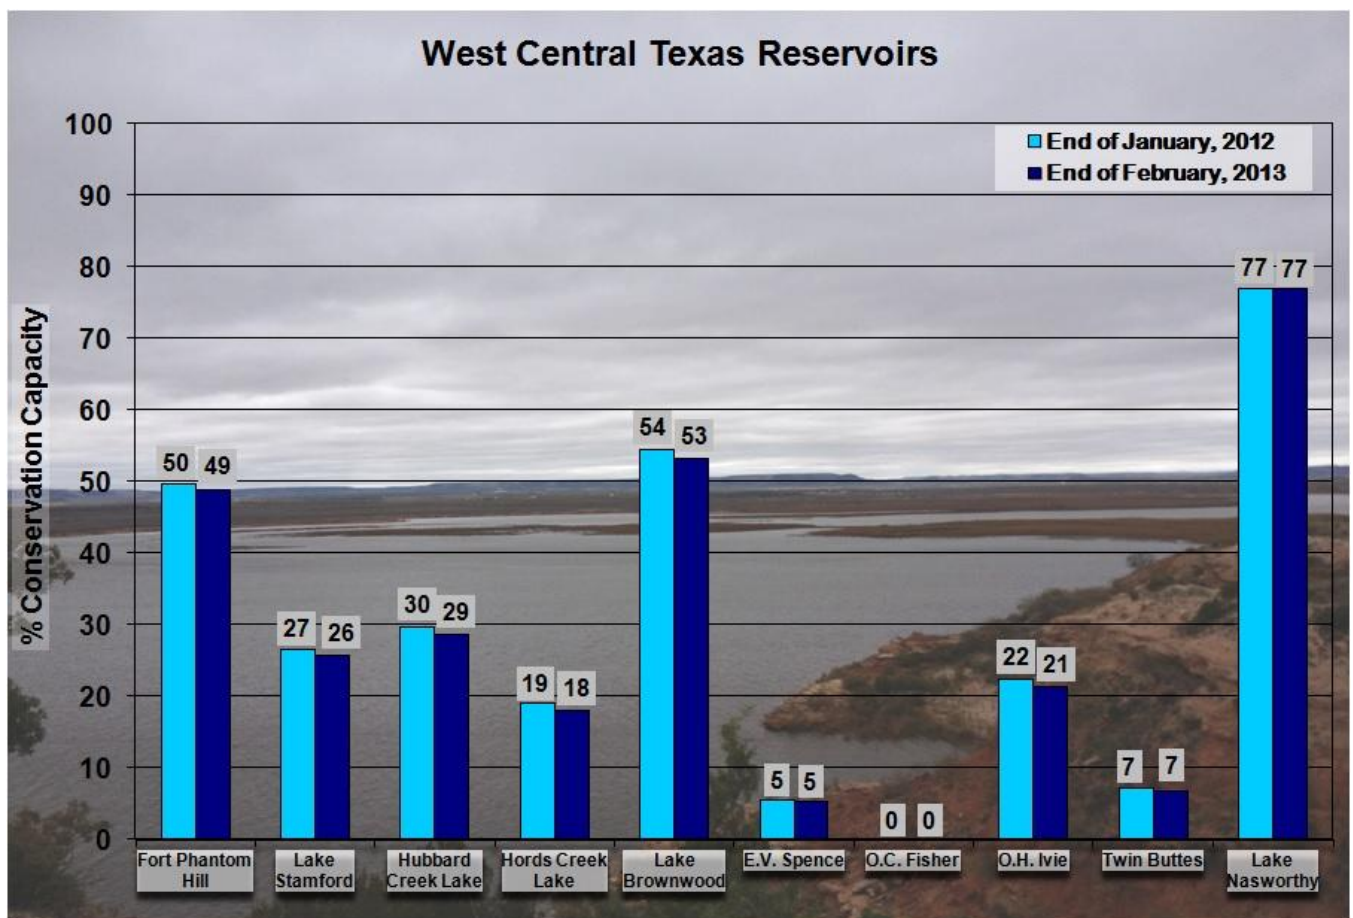 West Central Texas Reservoirs
% Conservation Capacity
100
90
80
70
60
50
40
30
20
10
0
End of January, 2012
End of February, 2013
50 49
27 26
30 29
19 18
54 53
5 5
0 0
22 21
7 7
77 77
Fort Phantom
Hill
Lake
Stamford
Hubbard
Creek Lake
Hords Creek
Lake
Lake
Brownwood
E.V. Spence
O.C. Fisher
O.H. Ivie
Twin Buttes
Lake
Nasworthy